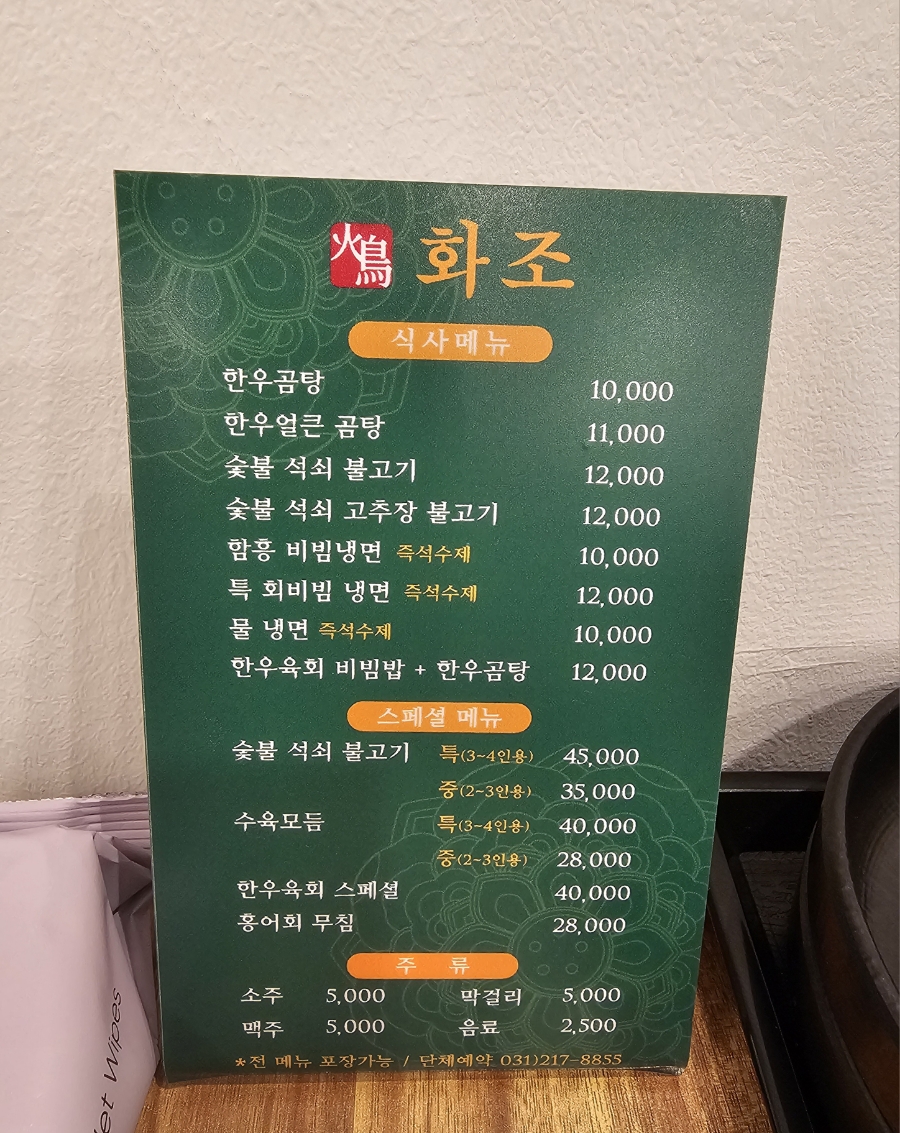 火鳥 화조
식사메뉴
한우곰탕 10,000
한우얼큰 곰탕 11,000
숯불 석쇠 불고기 12,000
숯불 석쇠 고추장 불고기 12,000
함흥 비빔냉면 즉석수제 10,000
특 회비빔 냉면 즉석수제 12,000
물 냉면 즉석수제 10,000
한우육회 비빔밥 + 한우곰탕 12,000
스페셜 메뉴
숯불 석쇠 불고기 특(3~4인용) 45,000
중(2~3인용) 35,000
수육모듬 특(3~4인용) 40,000
중(2~3인용) 28,000
한우육회 스페셜 40,000
홍어회 무침 28,000
주 류
소주 5,000 막걸리 5,000
맥주 5,000 음료 2,500
*전 메뉴 포장가능 / 단체예약 031)217-8855
wet wipes